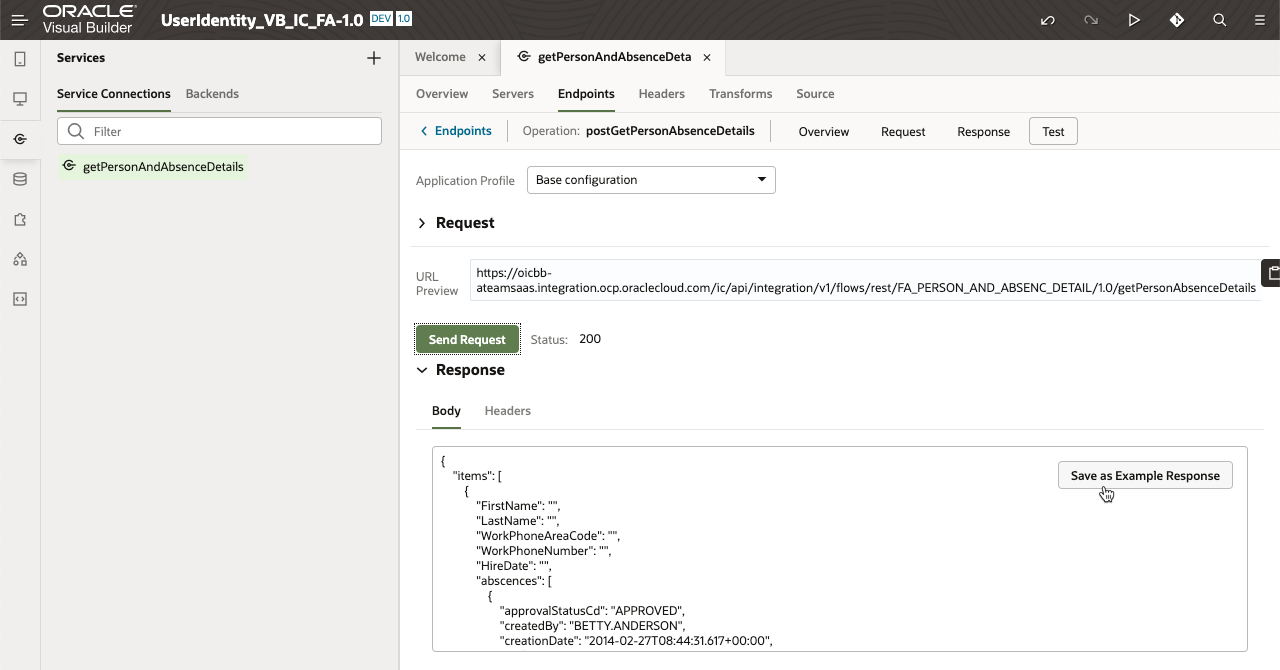 ORACLE
Visual Builder
UserIdentity_VB_IC_FA-1.0
DEV
1.0
Services
Service Connections
Backends
Filter
getPersonAndAbsenceDetails
Welcome
getPersonAndAbsenceDeta
Overview
Servers
Endpoints
Headers
Transforms
Source
Endpoints
Operation: postGetPersonAbsenceDetails
Overview
Request
Response
Test
Application Profile
Base configuration
Request
URL
Preview
https://oicbb-
ateamsaas.integration.ocp.oraclecloud.com/ic/api/integration/v1/flows/rest/FA_PERSON_AND_ABSENC_DETAIL/1.0/getPersonAbsenceDetails
Send Request
Status: 200
Response
Body
Headers
Save as Example Response
{
"items": [
{
"FirstName": "",
"LastName": "",
"WorkPhoneAreaCode": "",
"WorkPhoneNumber": "",
"HireDate": "",
"abscences": [
{
"approvalStatusCd": "APPROVED",
"createdBy": "BETTY.ANDERSON",
"creationDate": "2014-02-27T08:44:31.617+00:00",